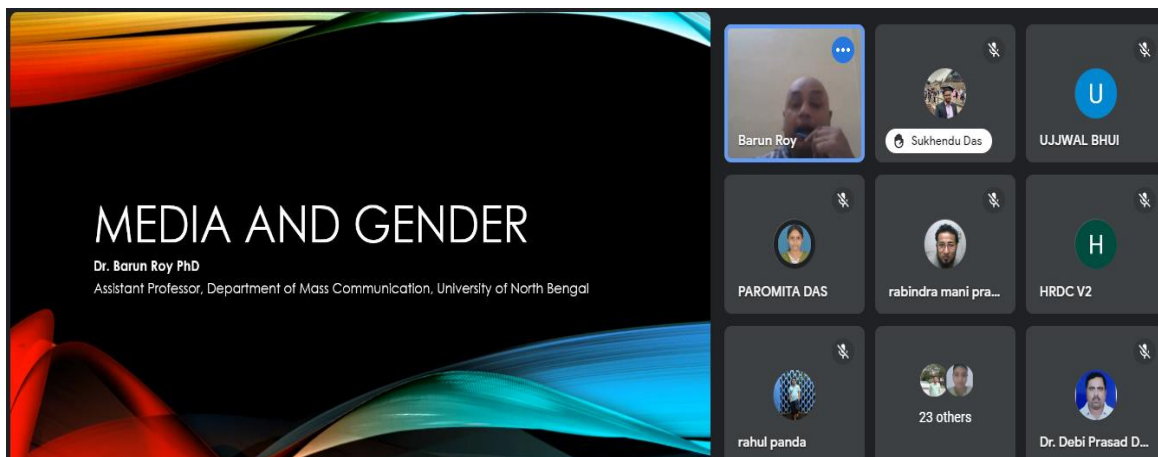 MEDIA AND GENDER
Dr. Barun Roy PhD
Assistant Professor, Department of Mass Communication, University of North Bengal
Barun Roy
Sukhendu Das
U
UJJWAL BHUI
PAROMITA DAS
rabindra mani pra...
H
HRDC V2
rahul panda
23 others
Dr. Debi Prasad D...